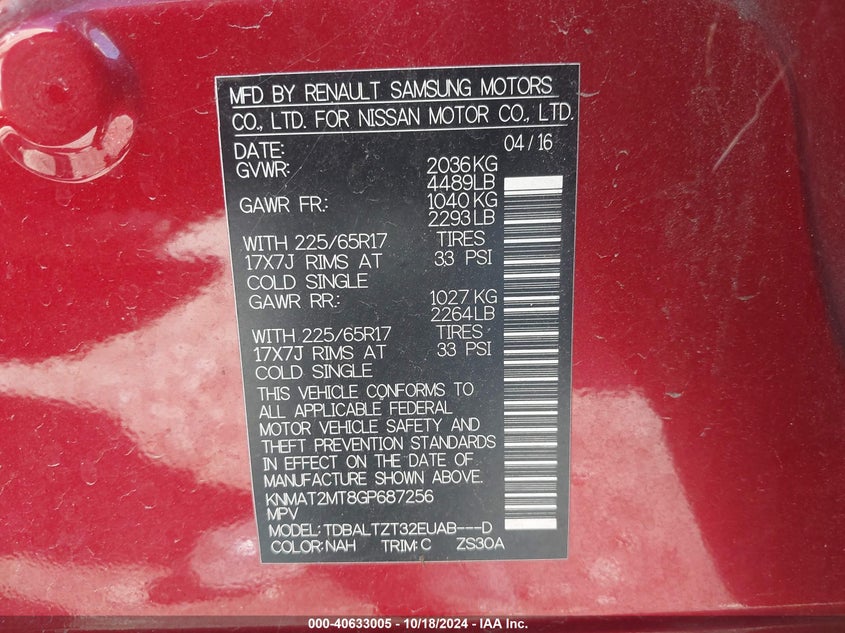 MFD BY RENAULT SAMSUNG MOTORS
CO., LTD. FOR NISSAN MOTOR CO., LTD.
DATE: 04/16
GVWR: 2036KG
4489LB
GAWR FR: 1040KG
2293LB
WITH 225/65R17 TIRES
17X7J RIMS AT 33 PSI
COLD SINGLE
GAWR RR: 1027KG
2264LB
WITH 225/65R17 TIRES
17X7J RIMS AT 33 PSI
COLD SINGLE
THIS VEHICLE CONFORMS TO
ALL APPLICABLE FEDERAL
MOTOR VEHICLE SAFETY AND
THEFT PREVENTION STANDARDS
IN EFFECT ON THE DATE OF
MANUFACTURE SHOWN ABOVE.
KNMAT2MT8GP687256
MPV
MODEL: TDBALTZT32EUAB---D
COLOR: NAH TRIM: C ZS30A
000-40633005 - 10/18/2024 - IAA Inc.